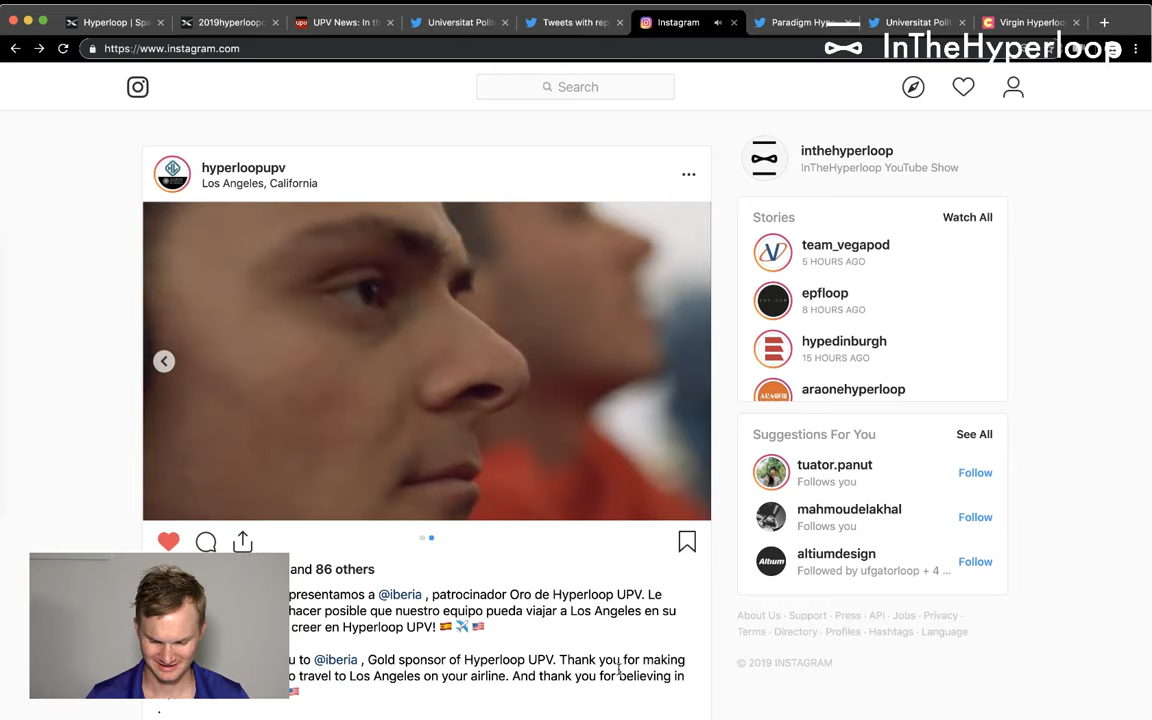 Hyperloop | Spa
2019hyperloopc
UPV News: In th
Universitat Poli
Tweets with rep
Instagram
Paradigm Hyp
Universitat Poli
Virgin Hyperloo
https://www.instagram.com
InTheHyperloop
Search
hyperloopupv
Los Angeles, California
inthehyperloop
InTheHyperloop YouTube Show
Stories
Watch All
team_vegapod
5 HOURS AGO
epfloop
8 HOURS AGO
hypedinburgh
15 HOURS AGO
araonehyperloop
Suggestions For You
See All
tuator.panut
Follows you
Follow
mahmoudelakhal
Follows you
Follow
Altium
altiumdesign
Followed by ufgatorloop + 4 ...
Follow
About Us · Support · Press · API · Jobs · Privacy ·
Terms · Directory · Profiles · Hashtags · Language
© 2019 INSTAGRAM
and 86 others
presentamos a @iberia , patrocinador Oro de Hyperloop UPV. Le
hacer posible que nuestro equipo pueda viajar a Los Angeles en su
creer en Hyperloop UPV! 🇪🇸 ✈️ 🇺🇸
u to @iberia , Gold sponsor of Hyperloop UPV. Thank you for making
o travel to Los Angeles on your airline. And thank you for believing in
.